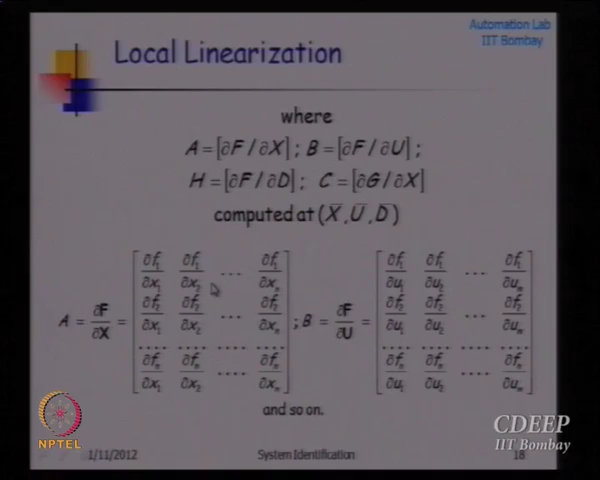 Automation Lab
IIT Bombay
Local Linearization
where
A = [∂F / ∂X] ; B = [∂F / ∂U] ;
H = [∂F / ∂D] ; C = [∂G / ∂X]
computed at (X̄, Ū, D̄)
A = ∂F/∂X = [ ∂f₁/∂x₁ ∂f₁/∂x₂ .... ∂f₁/∂xₙ
∂f₂/∂x₁ ∂f₂/∂x₂ .... ∂f₂/∂xₙ
.... .... .... ....
∂fₙ/∂x₁ ∂fₙ/∂x₂ .... ∂fₙ/∂xₙ ]
; B = ∂F/∂U = [ ∂f₁/∂u₁ ∂f₁/∂u₂ .... ∂f₁/∂uₘ
∂f₂/∂u₁ ∂f₂/∂u₂ .... ∂f₂/∂uₘ
.... .... .... ....
∂fₙ/∂u₁ ∂fₙ/∂u₂ .... ∂fₙ/∂uₘ ]
and so on.
NPTEL
1/11/2012
System Identification
18
CDEEP
IIT Bombay